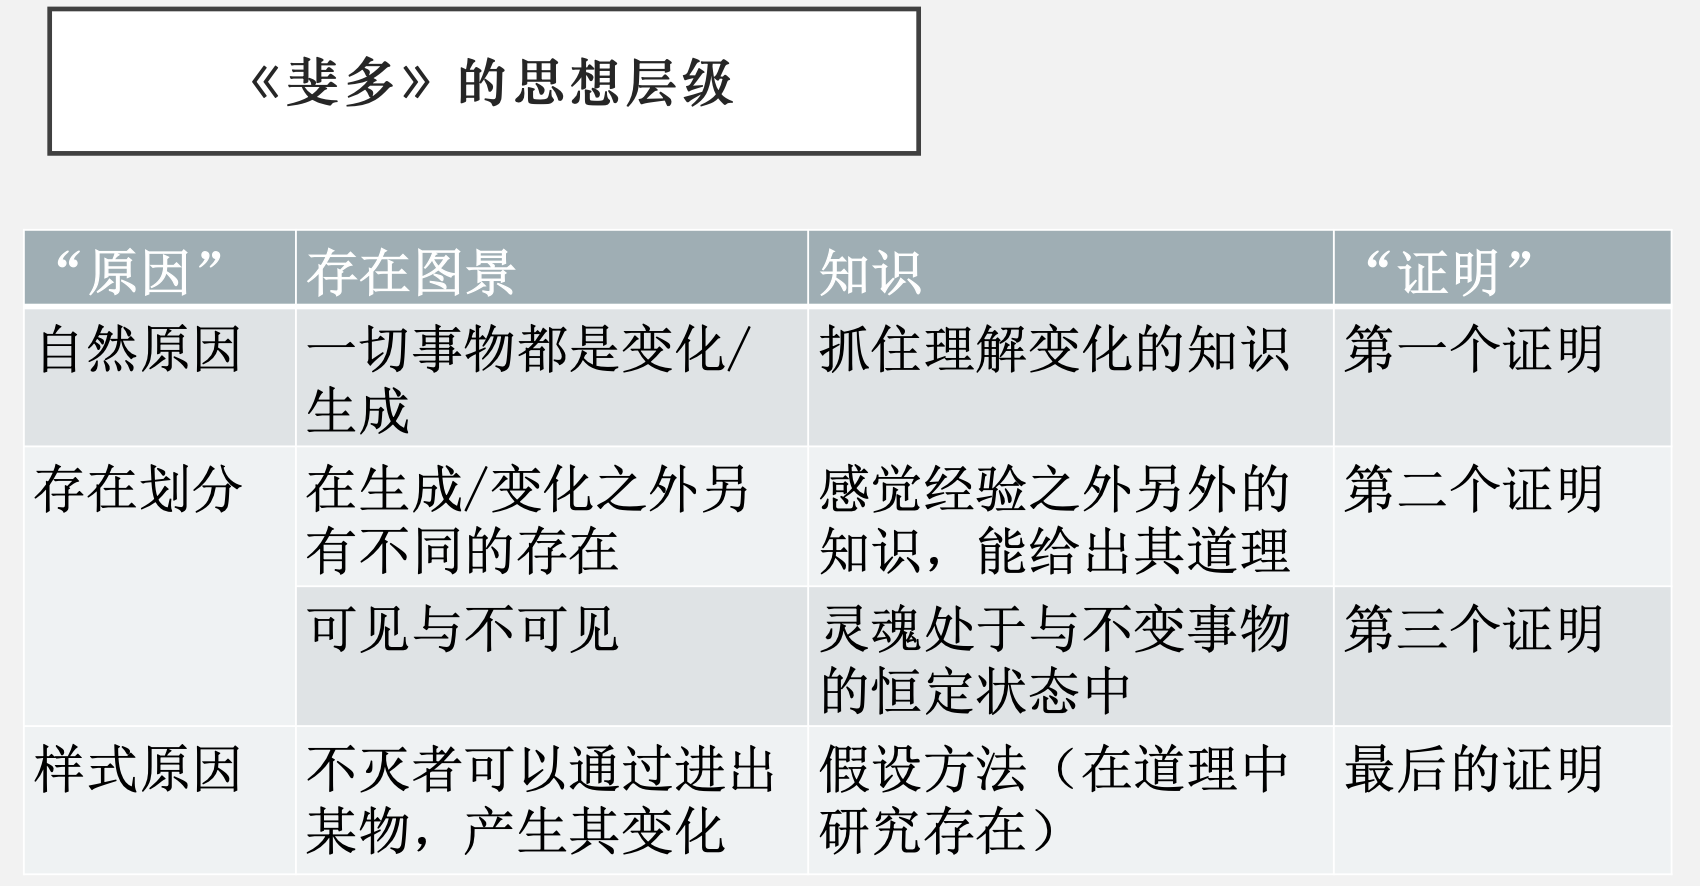 《斐多》的思想层级
“原因” 存在图景 知识 “证明”
自然原因 一切事物都是变化/ 抓住理解变化的知识 第一个证明
生成
存在划分 在生成/变化之外另 感觉经验之外另外的 第二个证明
有不同的存在 知识，能给出其道理
可见与不可见 灵魂处于与不变事物 第三个证明
的恒定状态中
样式原因 不灭者可以通过进出 假设方法（在道理中 最后的证明
某物，产生其变化 研究存在）